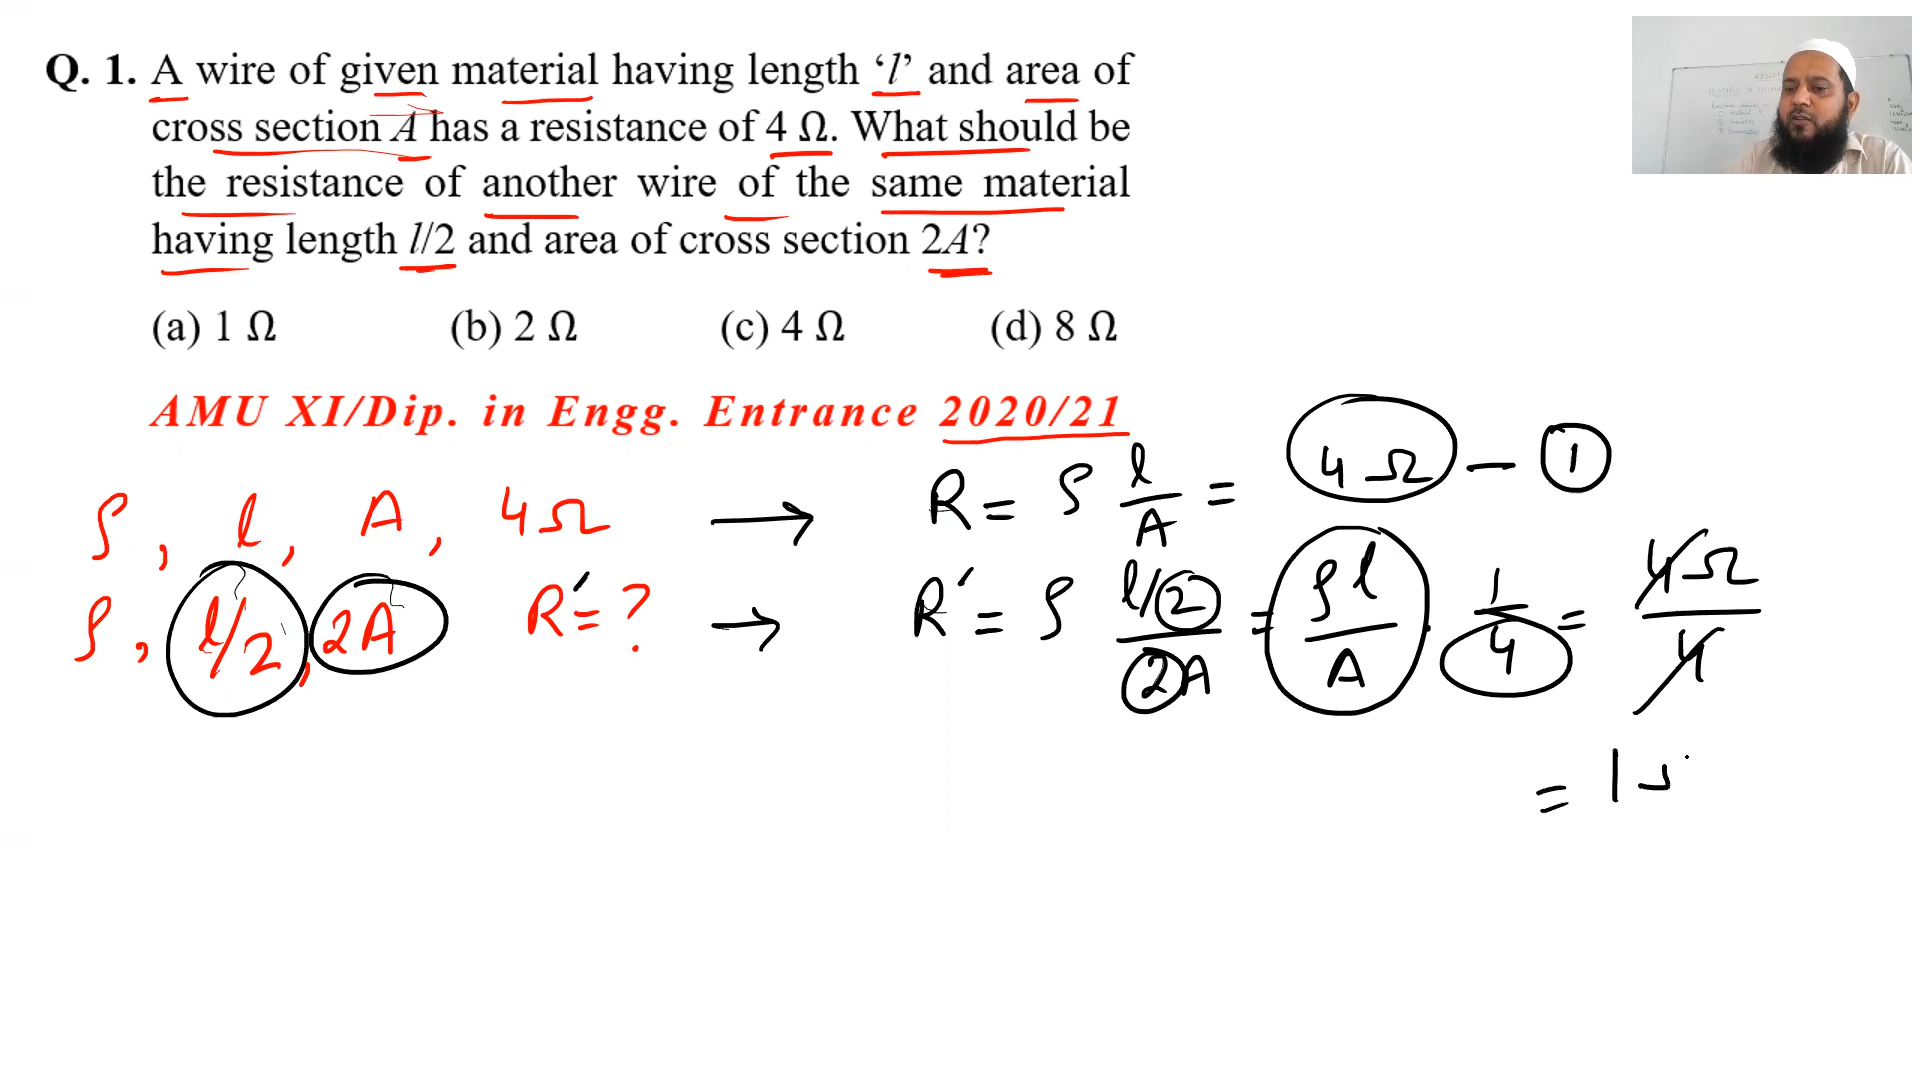 Q. 1. A wire of given material having length ‘l’ and area of
cross section A has a resistance of 4 Ω. What should be
the resistance of another wire of the same material
having length l/2 and area of cross section 2A?
(a) 1 Ω (b) 2 Ω (c) 4 Ω (d) 8 Ω
AMU XI/Dip. in Engg. Entrance 2020/21
ρ, l, A, 4Ω → R = ρ l/A = 4Ω — ①
ρ, l/2, 2A R′ = ? → R′ = ρ (l/2)/(2A) = ρl/A · 1/4 = 4Ω/4
= 1